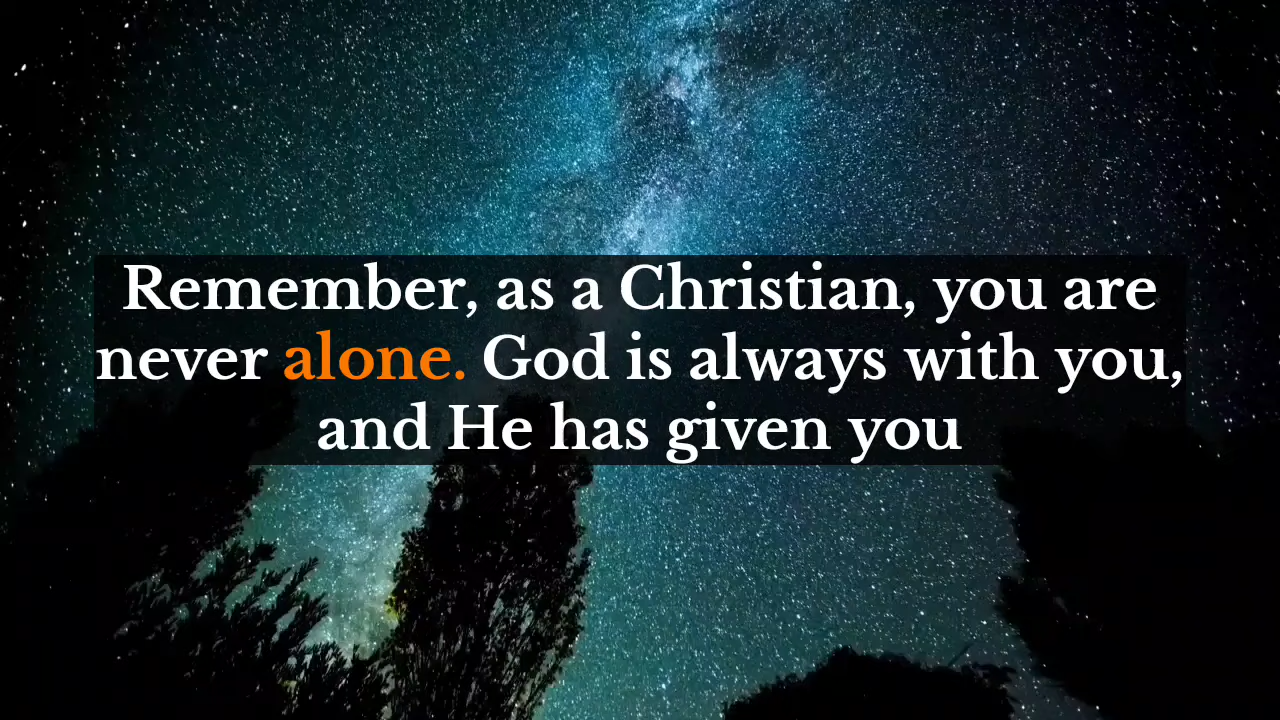 Remember, as a Christian, you are
never alone. God is always with you,
and He has given you